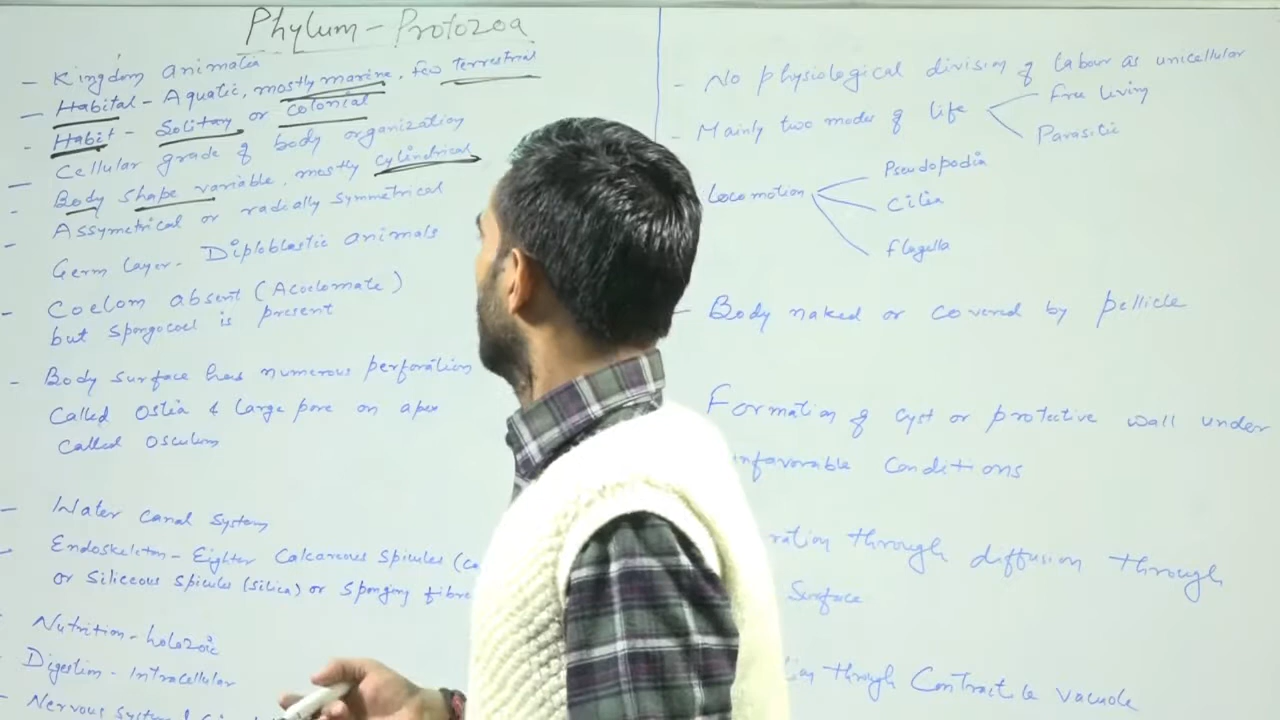 Phylum - Protozoa
- Kingdom animalia
- Habital - Aquatic, mostly marine, few terrestrial
- Habit - Solitary or colonial
- Cellular grade of body organization
- Body shape variable, mostly cylindrical
- Assymetrical or radially symmetrical
Germ layer - Diploblastic animals
- Coelom absent (Acoelomate)
but spongocoel is present
- Body surface has numerous perforation
Called Ostia & large pore on apex
called Osculum
- Water canal system
- Endoskeleton - Eighter Calcareous spicules
or Siliceous spicules (silica) or sponging fibre
- Nutrition - holozoic
- Digestion - Intracellular
- Nervous system
- No physiological division of labour as unicellular
- Mainly two modes of life
Free living
Parasitic
Locomotion
Pseudopodia
Cilia
flagella
- Body naked or covered by pellicle
Formation of cyst or protective wall under
unfavorable conditions
through diffusion through
Surface
through Contractile vacuole